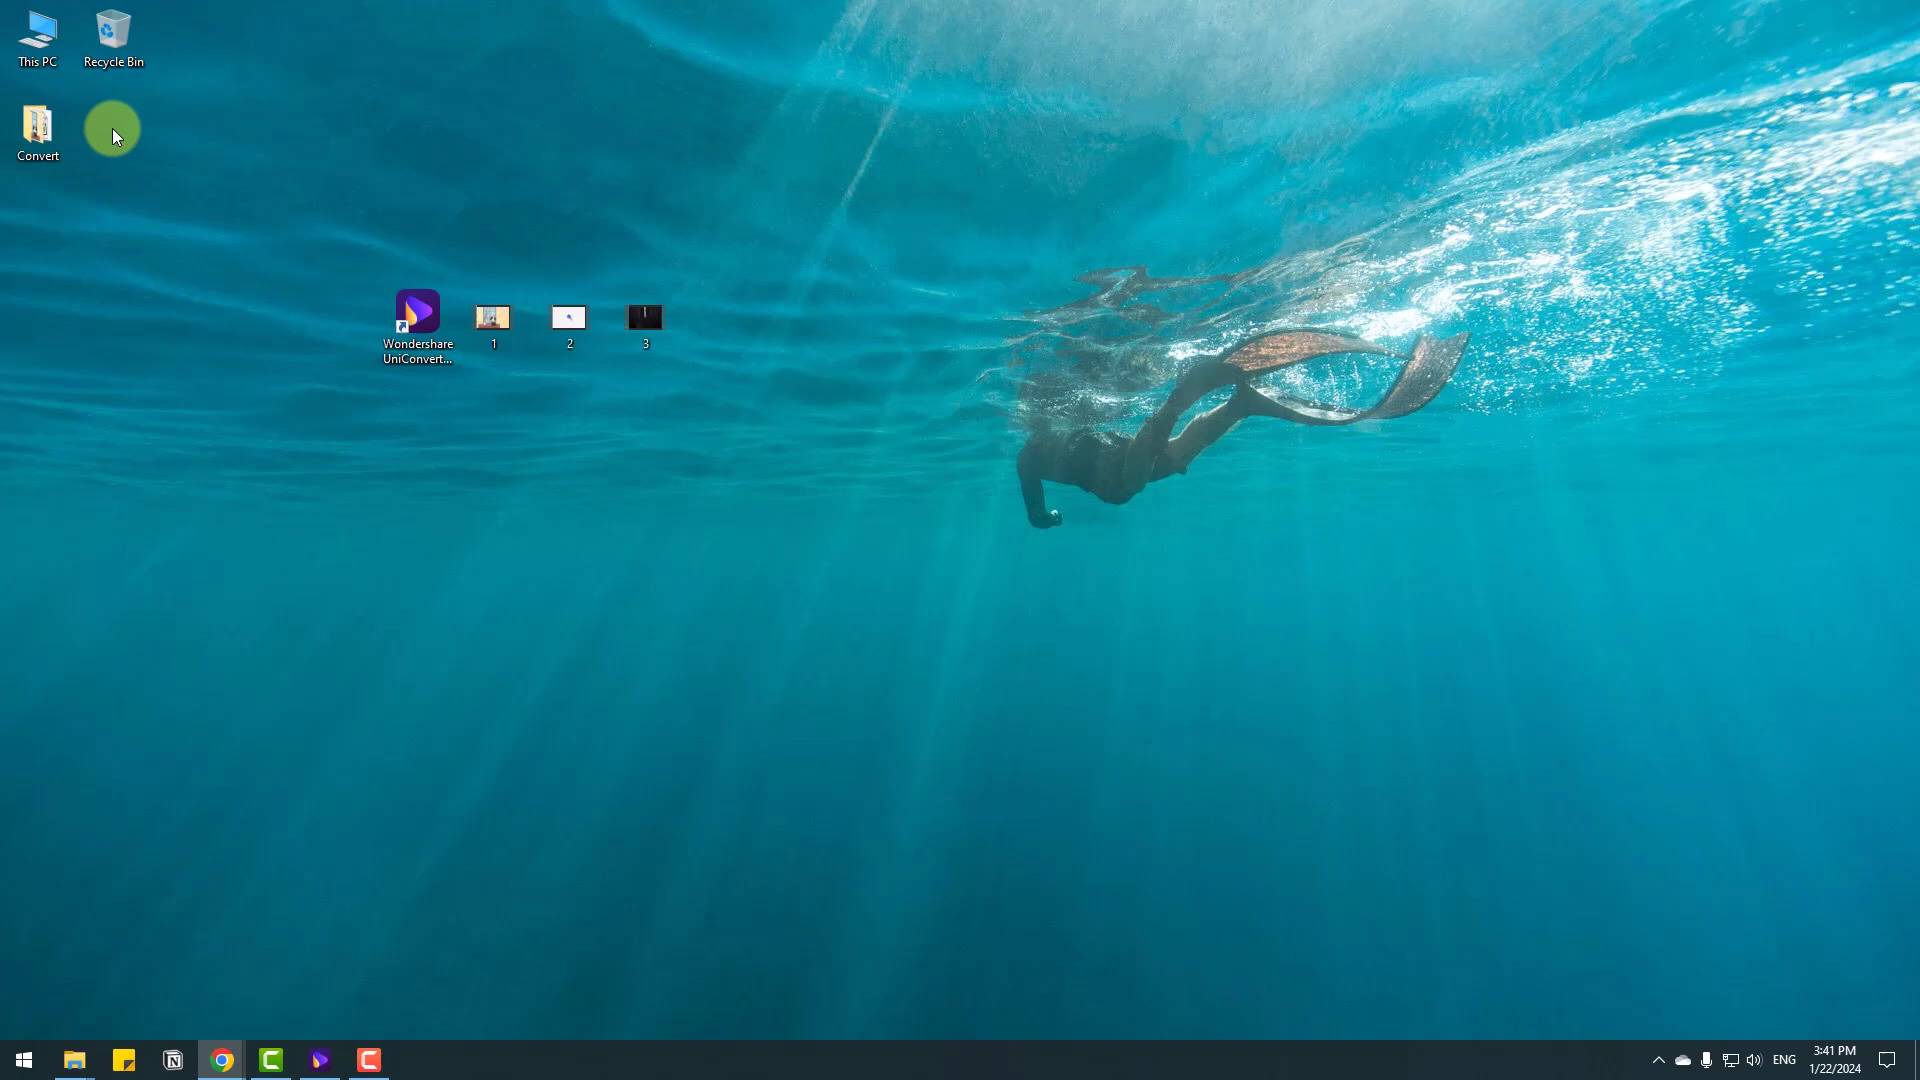 This PC
Recycle Bin
Convert
Wondershare
UniConvert...
1
2
3
ENG
3:41 PM
1/22/2024